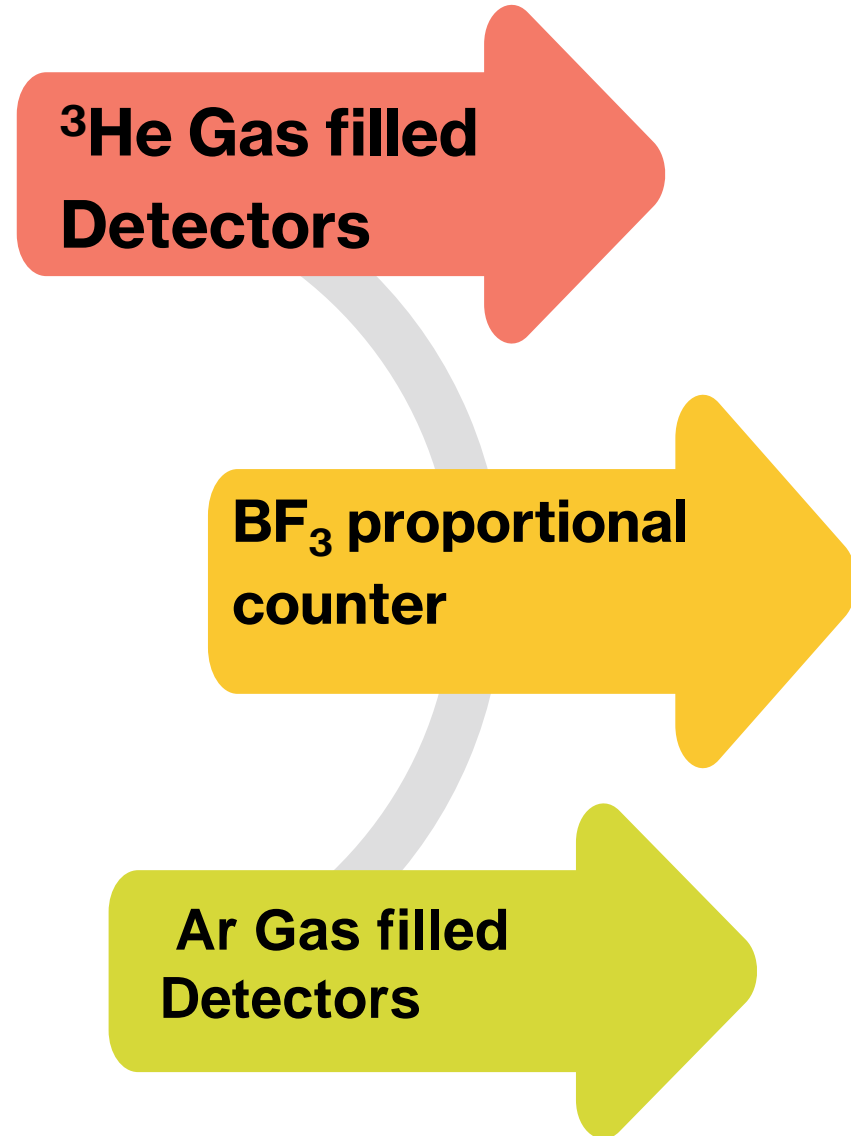 ³He Gas filled
Detectors
BF₃ proportional
counter
Ar Gas filled
Detectors